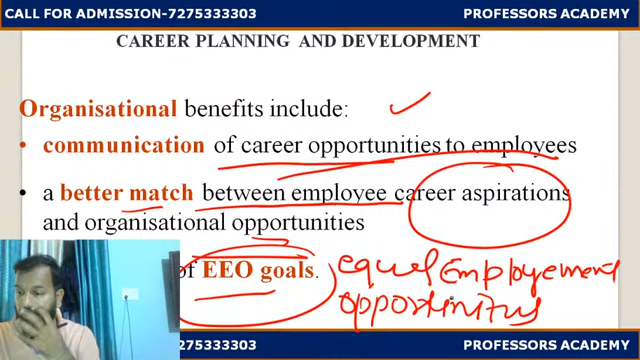 CALL FOR ADMISSION-7275333303 PROFESSORS ACADEMY
CAREER PLANNING AND DEVELOPMENT
Organisational benefits include:
• communication of career opportunities to employees
• a better match between employee career aspirations
and organisational opportunities
of EEO goals.
equal Employement
opportunitus
7275333303 PROFESSORS ACADEMY